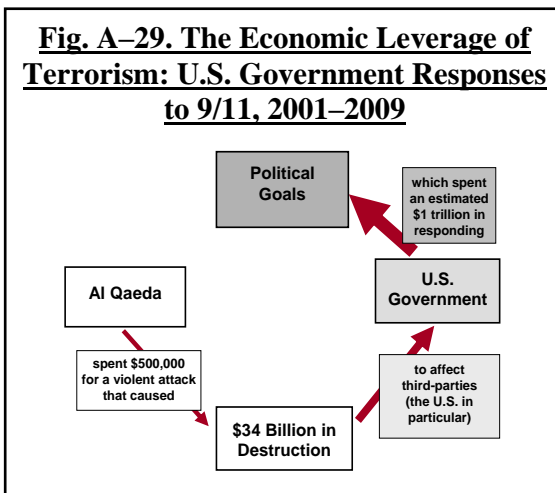 Fig. A–29. The Economic Leverage of
Terrorism: U.S. Government Responses
to 9/11, 2001–2009
Political
Goals
which spent
an estimated
$1 trillion in
responding
Al Qaeda
U.S.
Government
spent $500,000
for a violent attack
that caused
to affect
third-parties
(the U.S. in
particular)
$34 Billion in
Destruction